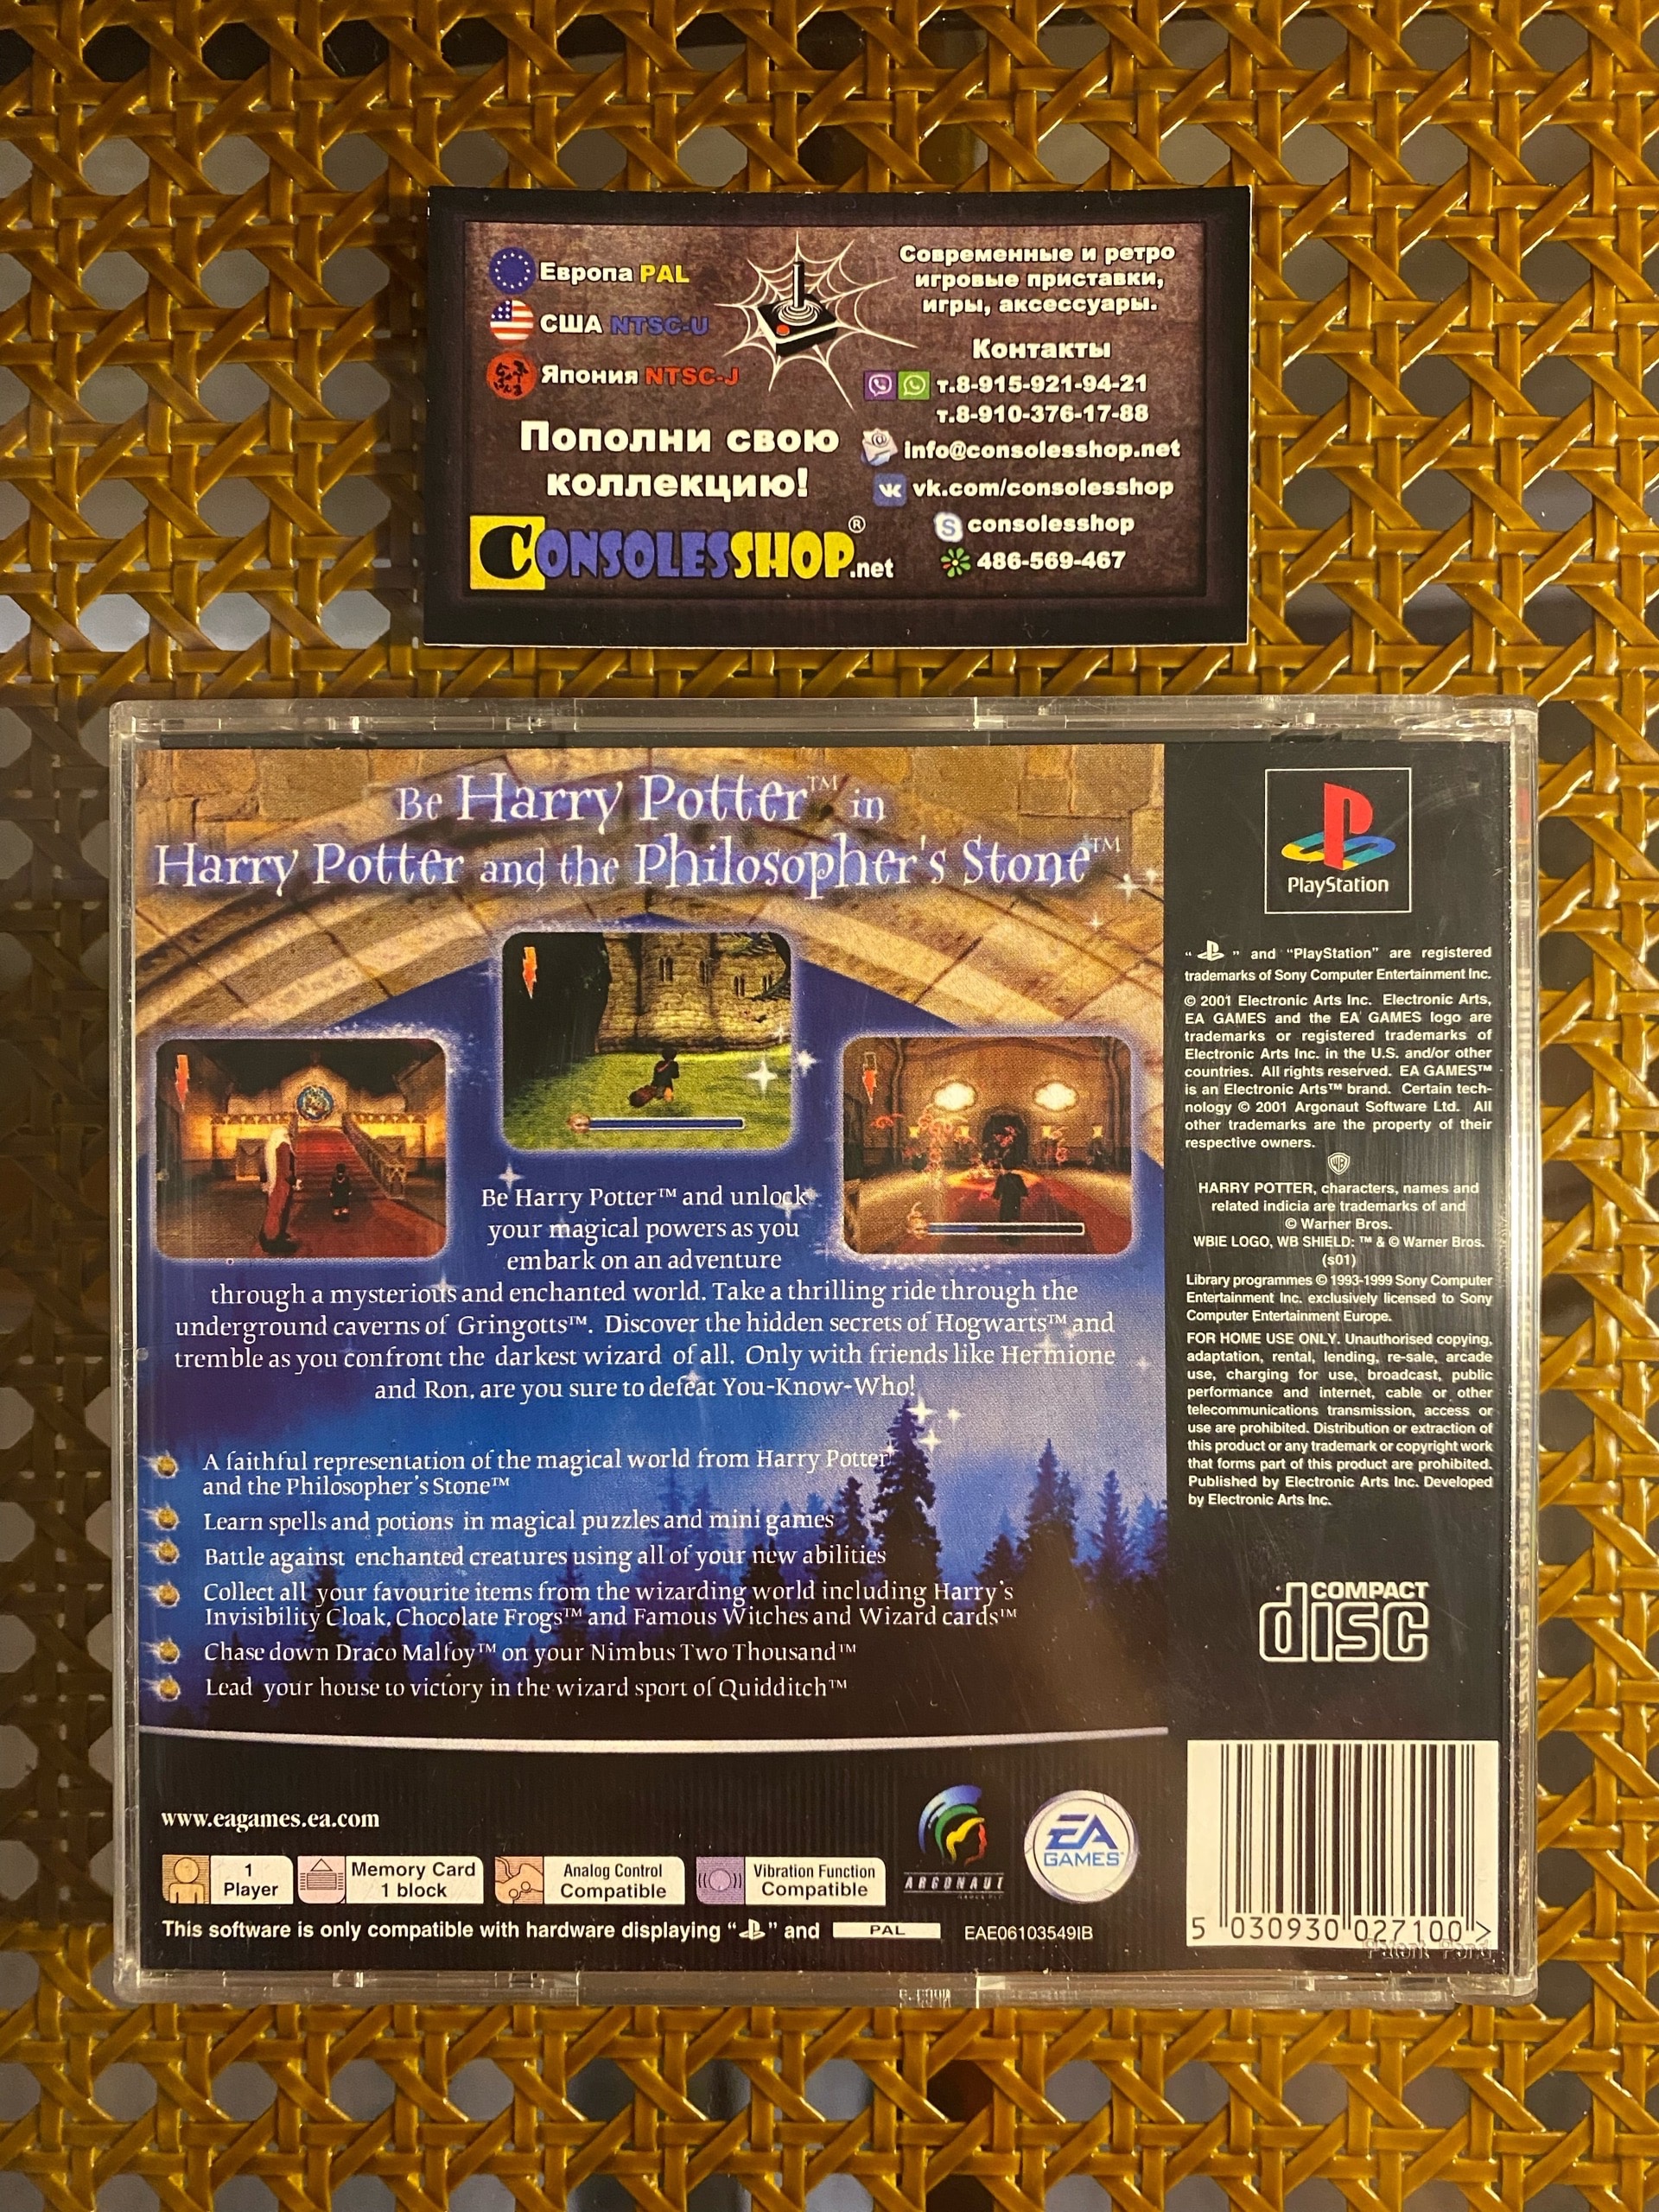 Европа PAL
США NTSC-U
Япония NTSC-J
Пополни свою
коллекцию!
CONSOLESSHOP.net
®
Современные и ретро
игровые приставки,
игры, аксессуары.
Контакты
т.8-915-921-94-21
т.8-910-376-17-88
info@consolesshop.net
vk.com/consolesshop
consolesshop
486-569-467
Be Harry Potter™ in
Harry Potter and the Philosopher's Stone™
Be Harry Potter™ and unlock
your magical powers as you
embark on an adventure
through a mysterious and enchanted world. Take a thrilling ride through the
underground caverns of Gringotts™. Discover the hidden secrets of Hogwarts™ and
tremble as you confront the darkest wizard of all. Only with friends like Hermione
and Ron, are you sure to defeat You-Know-Who!
A faithful representation of the magical world from Harry Potter
and the Philosopher's Stone™
Learn spells and potions in magical puzzles and mini games
Battle against enchanted creatures using all of your new abilities
Collect all your favourite items from the wizarding world including Harry's
Invisibility Cloak, Chocolate Frogs™ and Famous Witches and Wizard cards™
Chase down Draco Malfoy™ on your Nimbus Two Thousand™
Lead your house to victory in the wizard sport of Quidditch™
www.eagames.ea.com
1
Player
Memory Card
1 block
Analog Control
Compatible
Vibration Function
Compatible
ARGONAUT
EA
GAMES™
This software is only compatible with hardware displaying " " and PAL EAE06103549IB
PlayStation
" " and "PlayStation" are registered
trademarks of Sony Computer Entertainment Inc.
© 2001 Electronic Arts Inc. Electronic Arts,
EA GAMES and the EA GAMES logo are
trademarks or registered trademarks of
Electronic Arts Inc. in the U.S. and/or other
countries. All rights reserved. EA GAMES™
is an Electronic Arts™ brand. Certain tech-
nology © 2001 Argonaut Software Ltd. All
other trademarks are the property of their
respective owners.
WB
HARRY POTTER, characters, names and
related indicia are trademarks of and
© Warner Bros.
WBIE LOGO, WB SHIELD: ™ & © Warner Bros.
(s01)
Library programmes © 1993-1999 Sony Computer
Entertainment Inc. exclusively licensed to Sony
Computer Entertainment Europe.
FOR HOME USE ONLY. Unauthorised copying,
adaptation, rental, lending, re-sale, arcade
use, charging for use, broadcast, public
performance and internet, cable or other
telecommunications transmission, access or
use are prohibited. Distribution or extraction of
this product or any trademark or copyright work
that forms part of this product are prohibited.
Published by Electronic Arts Inc. Developed
by Electronic Arts Inc.
COMPACT
disc
5 030930 027100 >